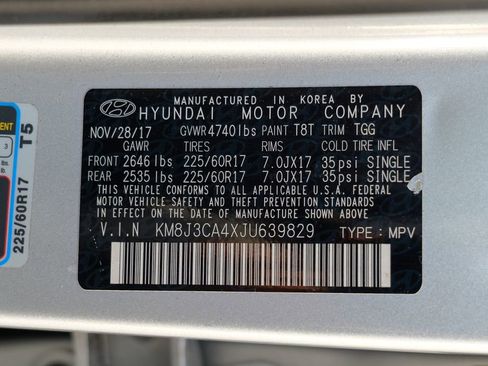 MANUFACTURED IN KOREA BY
HYUNDAI MOTOR COMPANY
NOV/28/17 GVWR4740lbs PAINT T8T TRIM TGG
GAWR TIRES RIMS COLD TIRE INFL
FRONT 2646 lbs 225/60R17 7.0JX17 35psi SINGLE
REAR 2535 lbs 225/60R17 7.0JX17 35psi SINGLE
THIS VEHICLE CONFORMS TO ALL APPLICABLE U.S.A. FEDERAL
MOTOR VEHICLE SAFETY, BUMPER, AND THEFT PREVENTION STANDARDS
IN EFFECT ON THE DATE OF MANUFACTURE SHOWN ABOVE.
V.I.N KM8J3CA4XJU639829 TYPE: MPV
T5
3
225/60R17